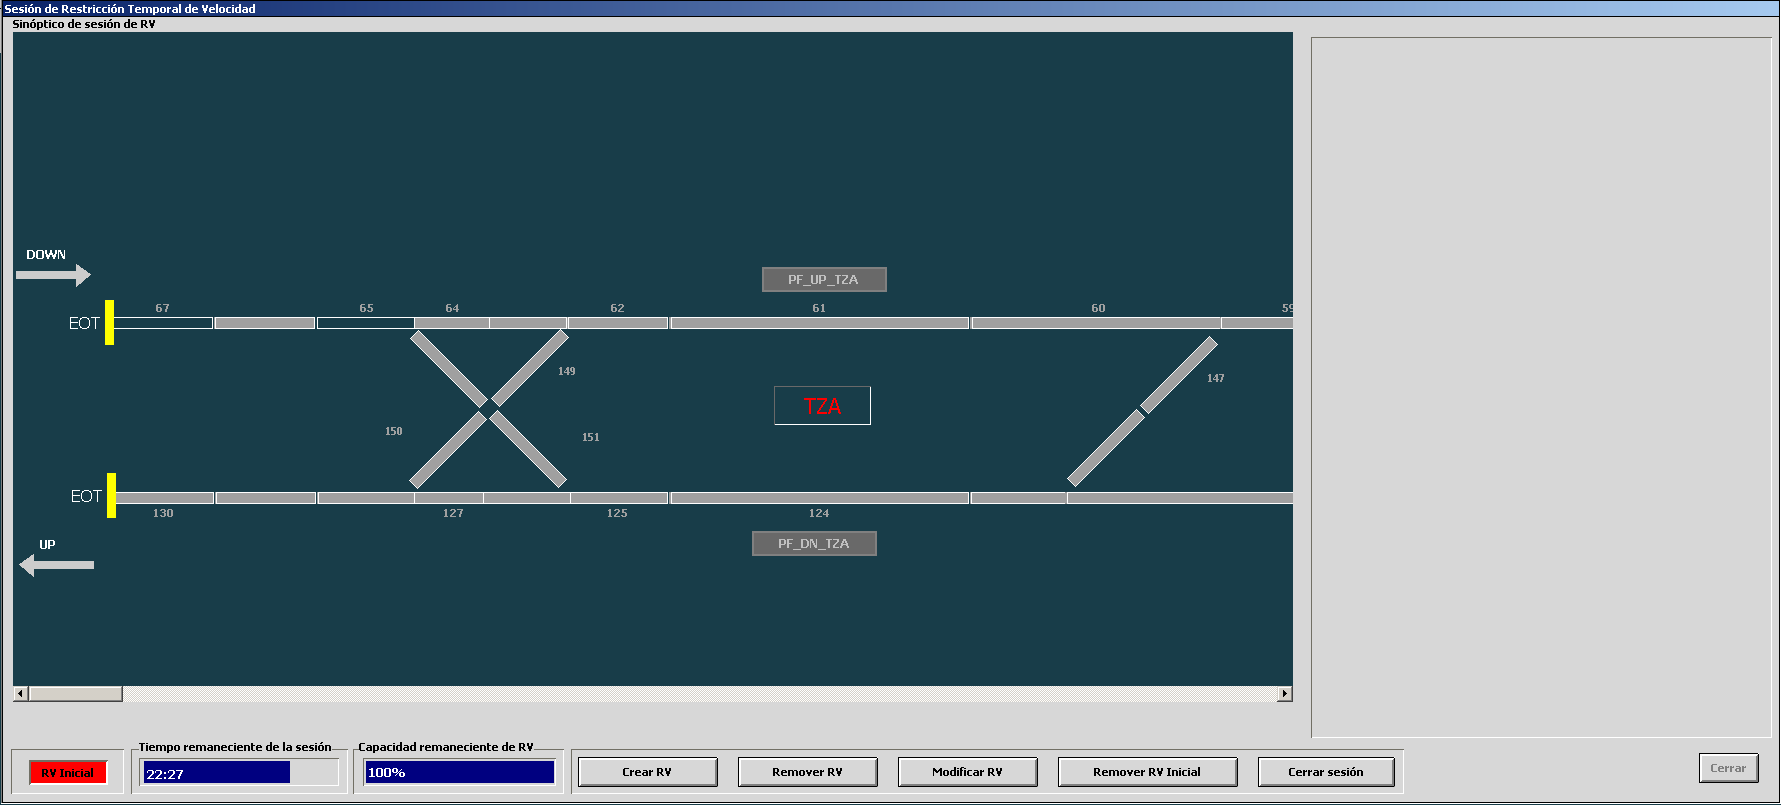 Sesión de Restricción Temporal de Velocidad
Sinóptico de sesión de RV
DOWN
PF_UP_TZA
67 65 64 62 61 60 59
EOT
149
147
TZA
150
151
EOT
130 127 125 124
PF_DN_TZA
UP
Tiempo remaneciente de la sesión
Capacidad remaneciente de RV
RV Inicial
22:27
100%
Crear RV
Remover RV
Modificar RV
Remover RV Inicial
Cerrar sesión
Cerrar